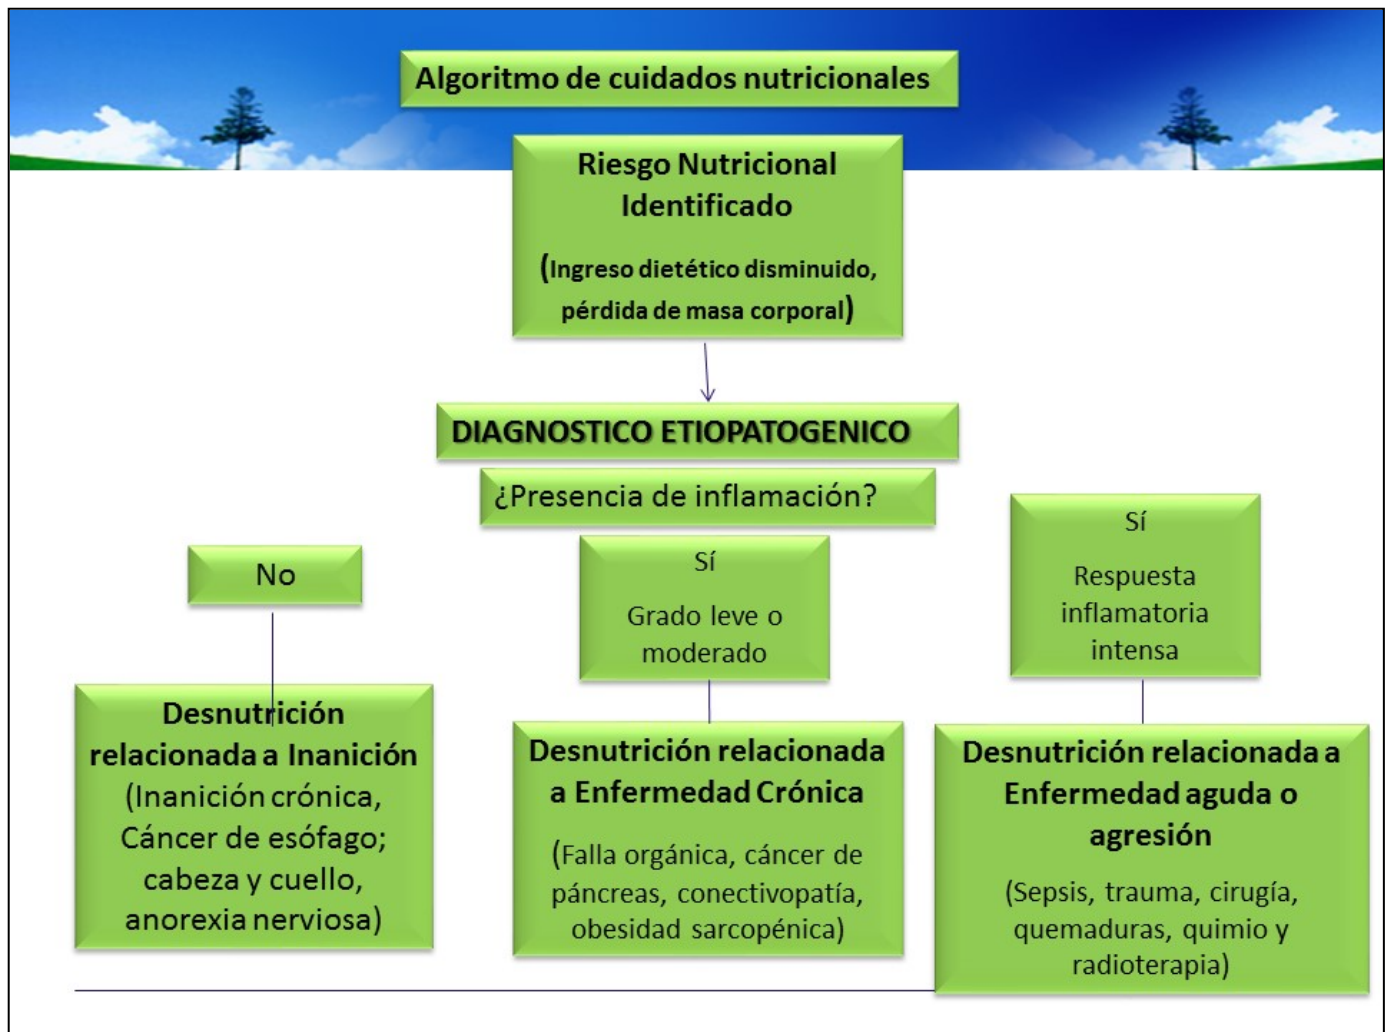 Algoritmo de cuidados nutricionales
Riesgo Nutricional
Identificado
(Ingreso dietético disminuido,
pérdida de masa corporal)
DIAGNOSTICO ETIOPATOGENICO
¿Presencia de inflamación?
No
Desnutrición
relacionada a Inanición
(Inanición crónica,
Cáncer de esófago;
cabeza y cuello,
anorexia nerviosa)
Sí
Grado leve o
moderado
Desnutrición relacionada
a Enfermedad Crónica
(Falla orgánica, cáncer de
páncreas, conectivopatía,
obesidad sarcopénica)
Sí
Respuesta
inflamatoria
intensa
Desnutrición relacionada a
Enfermedad aguda o
agresión
(Sepsis, trauma, cirugía,
quemaduras, quimio y
radioterapia)